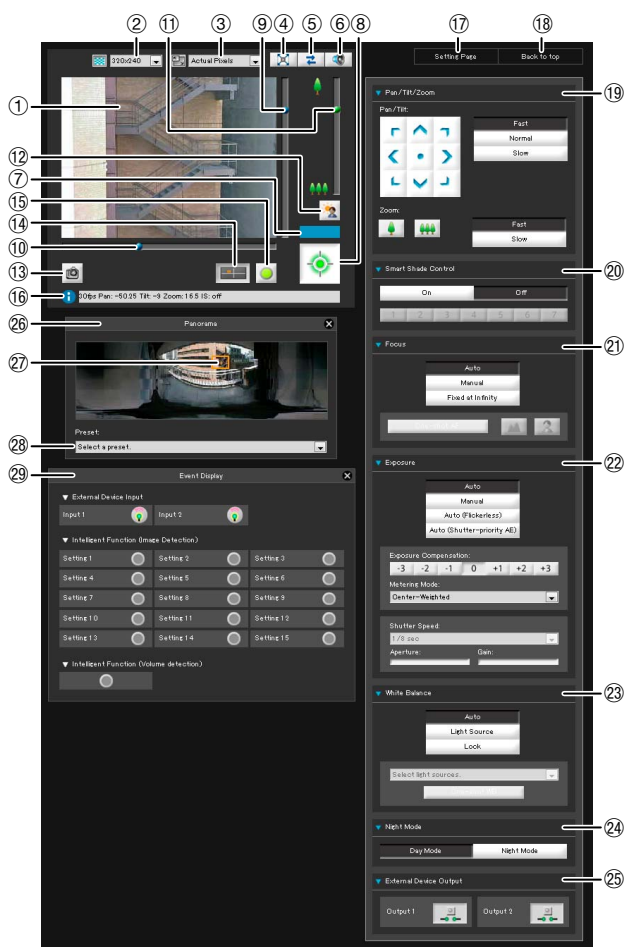 ② ⑪ ③ ⑨ ④ ⑤ ⑥ ⑧ ⑰ ⑱
320x240 Actual Pixels
Setting Page Back to top
①
⑫
⑦
⑮
⑭
⑩
⑬
⑯ 30fps Pan: -50.25 Tilt: -9 Zoom: 16.5 IS: off
㉖ Panorama
㉗
Preset:
㉘ Select a preset.
㉙ Event Display
External Device Input
Input 1 Input 2
Intelligent Function (Image Detection)
Setting 1 Setting 2 Setting 3
Setting 4 Setting 5 Setting 6
Setting 7 Setting 8 Setting 9
Setting 10 Setting 11 Setting 12
Setting 13 Setting 14 Setting 15
Intelligent Function (Volume detection)
Pan/Tilt/Zoom ⑲
Pan/Tilt:
Fast
Normal
Slow
Zoom:
Fast
Slow
Smart Shade Control ⑳
On Off
1 2 3 4 5 6 7
Focus ㉑
Auto
Manual
Fixed at Infinity
Exposure ㉒
Auto
Manual
Auto (Flickerless)
Auto (Shutter-priority AE)
Exposure Compensation:
-3 -2 -1 0 +1 +2 +3
Metering Mode:
Center-Weighted
Shutter Speed:
1/8 sec
Aperture: Gain:
White Balance ㉓
Auto
Light Source
Lock
Select light sources.
Night Mode ㉔
Day Mode Night Mode
External Device Output ㉕
Output 1 Output 2